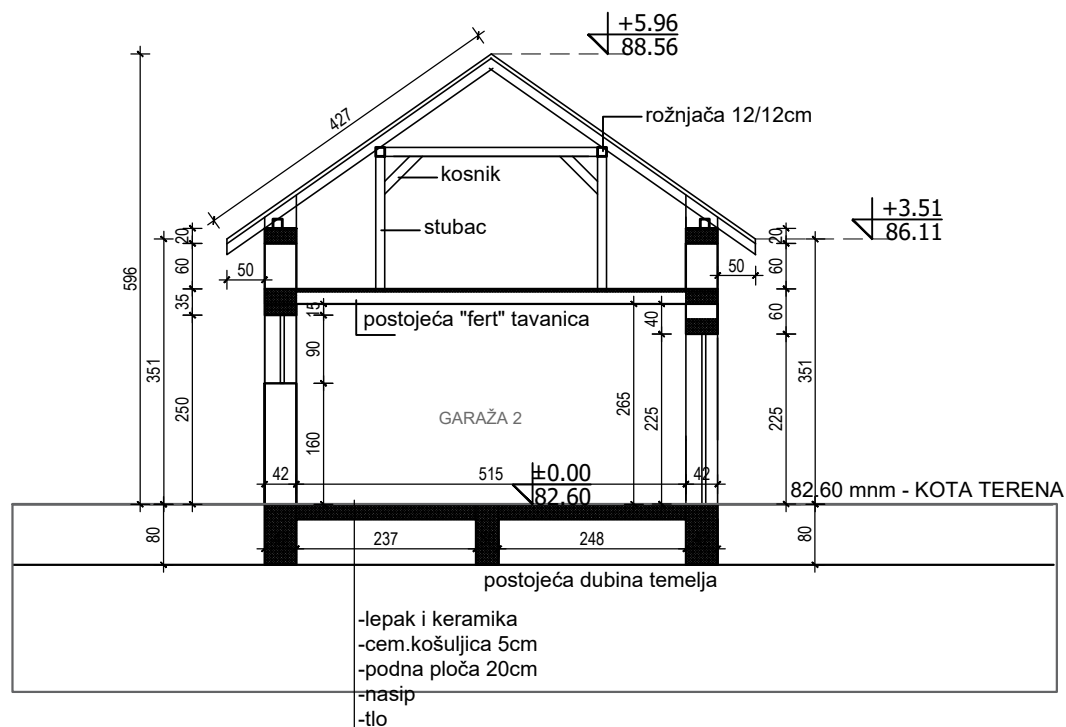 +5.96
88.56
427
rožnjača 12/12cm
kosnik
stubac
+3.51
86.11
20
20
596
60
60
50
50
35
15
40
60
postojeća "fert" tavanica
351
90
351
250
265
225
225
GARAŽA 2
160
42
515
±0.00
82.60
42
82.60 mnm - KOTA TERENA
80
237
248
80
postojeća dubina temelja
-lepak i keramika
-cem.košuljica 5cm
-podna ploča 20cm
-nasip
-tlo